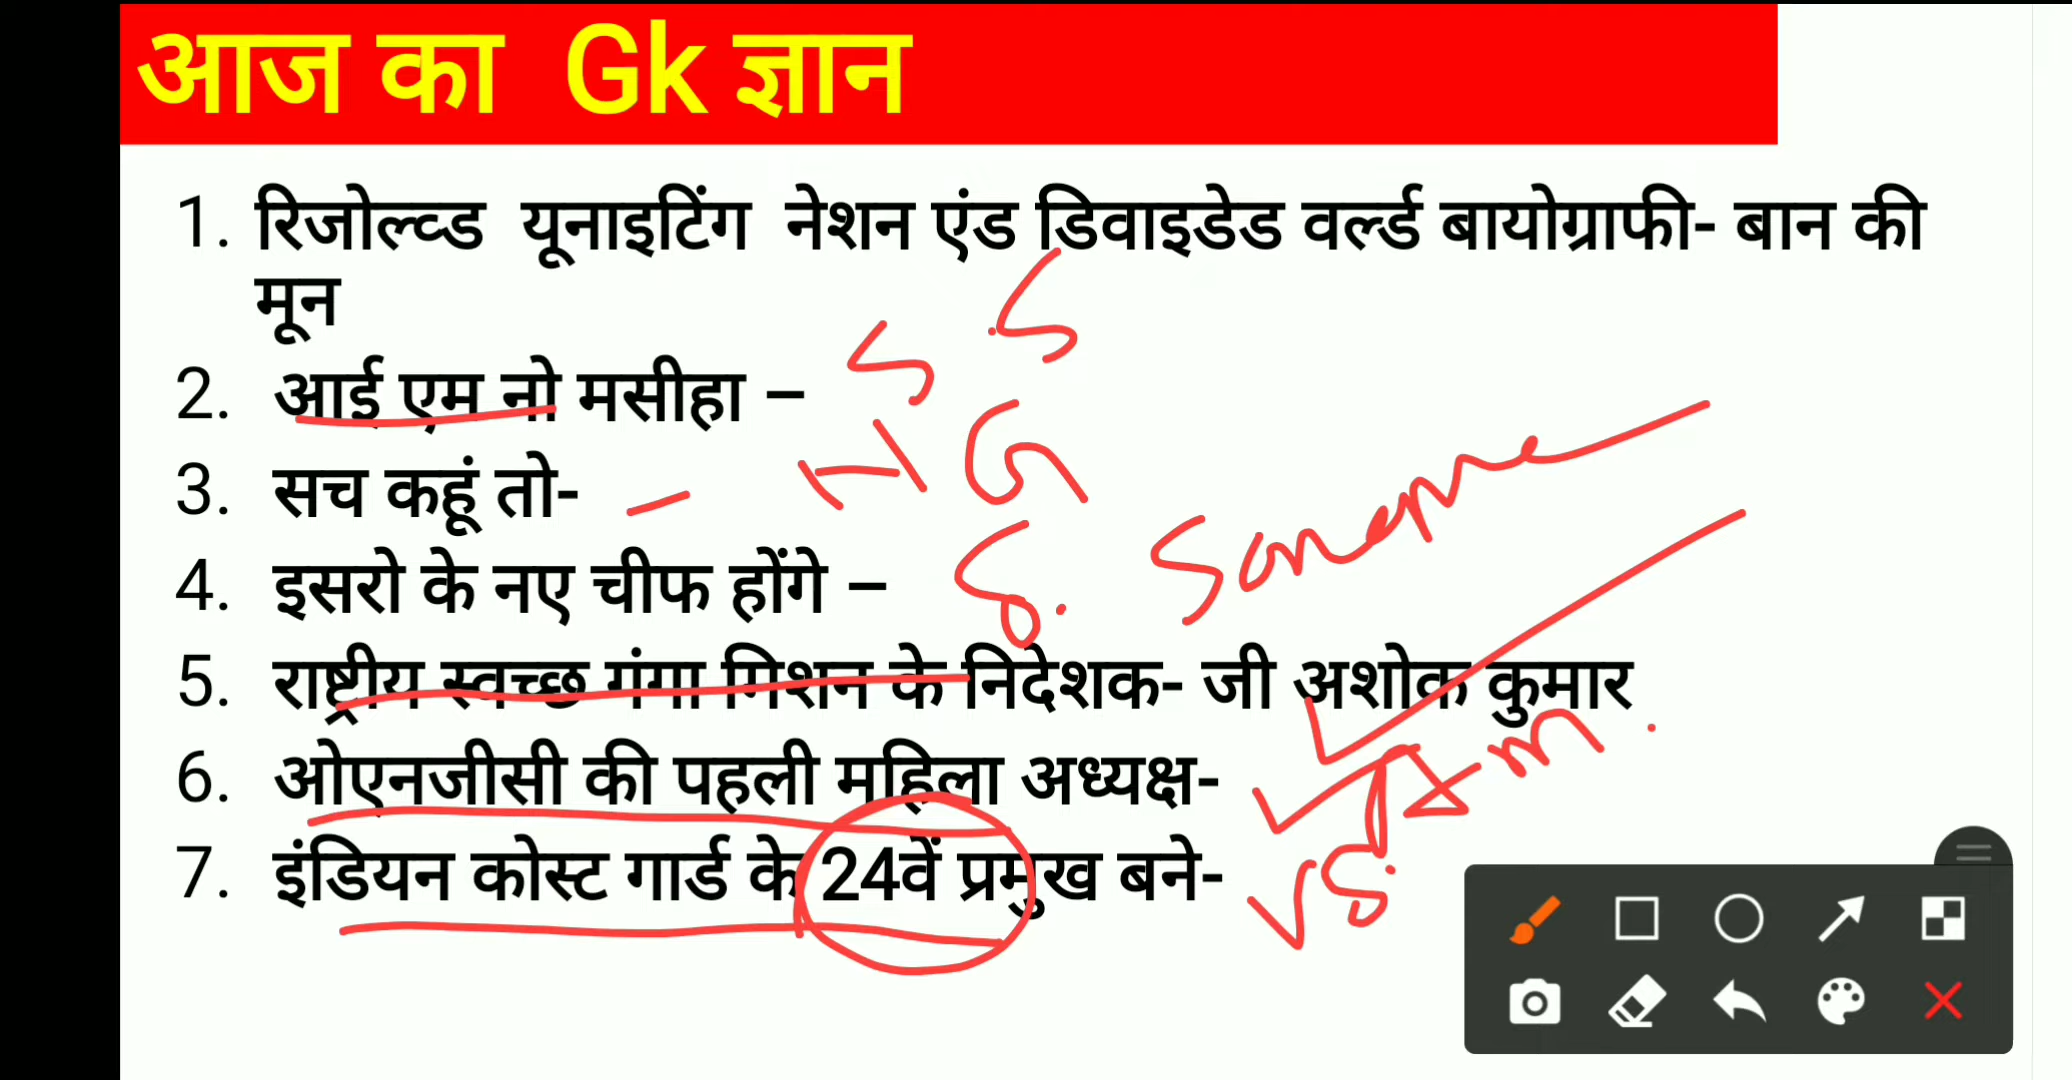 आज का Gk ज्ञान
1. रिजोल्व्ड यूनाइटिंग नेशन एंड डिवाइडेड वर्ल्ड बायोग्राफी- बान की
मून
2. आई एम नो मसीहा – S.S
3. सच कहूं तो- - NG
4. इसरो के नए चीफ होंगे – S.
5. राष्ट्रीय स्वच्छ गंगा मिशन के निदेशक- जी अशोक कुमार
6. ओएनजीसी की पहली महिला अध्यक्ष-
7. इंडियन कोस्ट गार्ड के 24वें प्रमुख बने- VS.